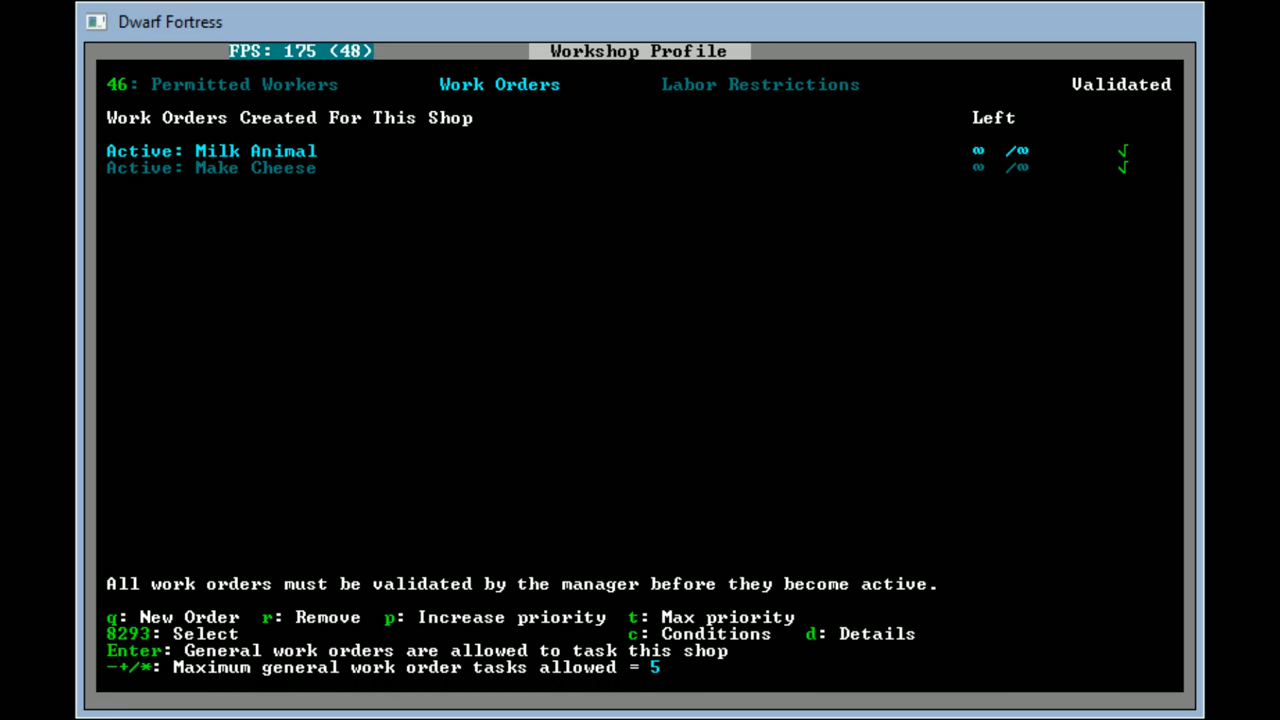 Dwarf Fortress
FPS: 175 (48) Workshop Profile
46: Permitted Workers Work Orders Labor Restrictions Validated
Work Orders Created For This Shop Left
Active: Milk Animal ∞ /∞ √
Active: Make Cheese ∞ /∞ √
All work orders must be validated by the manager before they become active.
q: New Order r: Remove p: Increase priority t: Max priority
8293: Select c: Conditions d: Details
Enter: General work orders are allowed to task this shop
-+/*: Maximum general work order tasks allowed = 5